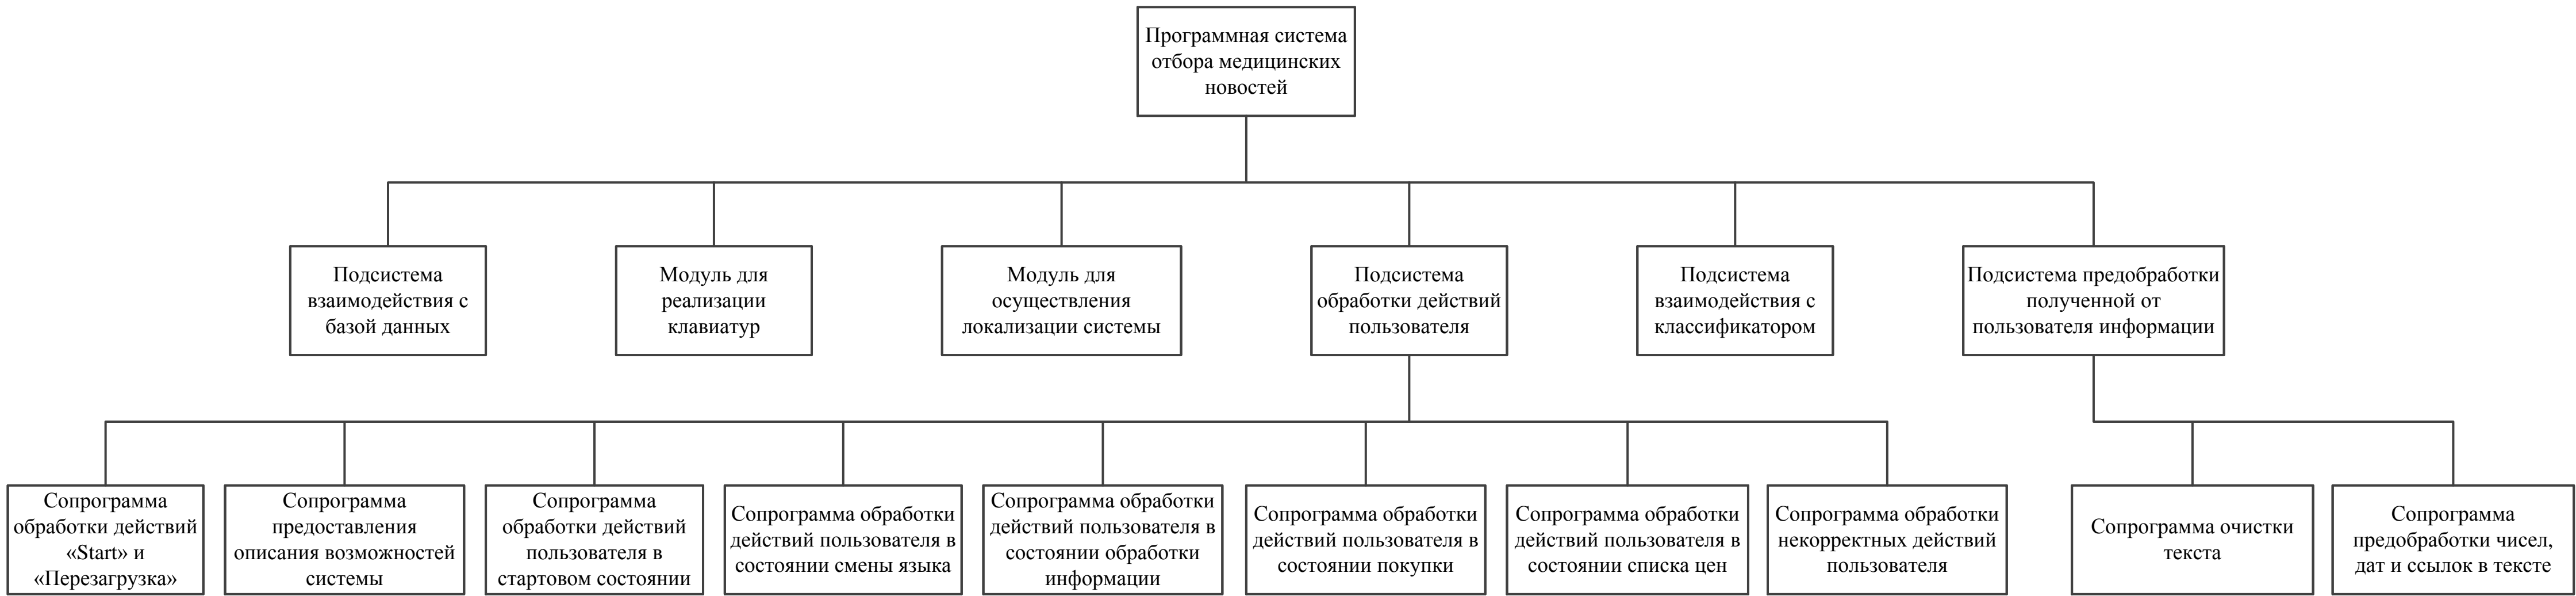 Программная система
отбора медицинских
новостей
Подсистема
взаимодействия с
базой данных
Модуль для
реализации
клавиатур
Модуль для
осуществления
локализации системы
Подсистема
обработки действий
пользователя
Подсистема
взаимодействия с
классификатором
Подсистема предобработки
полученной от
пользователя информации
Сопрограмма
обработки действий
«Start» и
«Перезагрузка»
Сопрограмма
предоставления
описания возможностей
системы
Сопрограмма
обработки действий
пользователя в
стартовом состоянии
Сопрограмма обработки
действий пользователя в
состоянии смены языка
Сопрограмма обработки
действий пользователя в
состоянии обработки
информации
Сопрограмма обработки
действий пользователя в
состоянии покупки
Сопрограмма обработки
действий пользователя в
состоянии списка цен
Сопрограмма обработки
некорректных действий
пользователя
Сопрограмма очистки
текста
Сопрограмма
предобработки чисел,
дат и ссылок в тексте